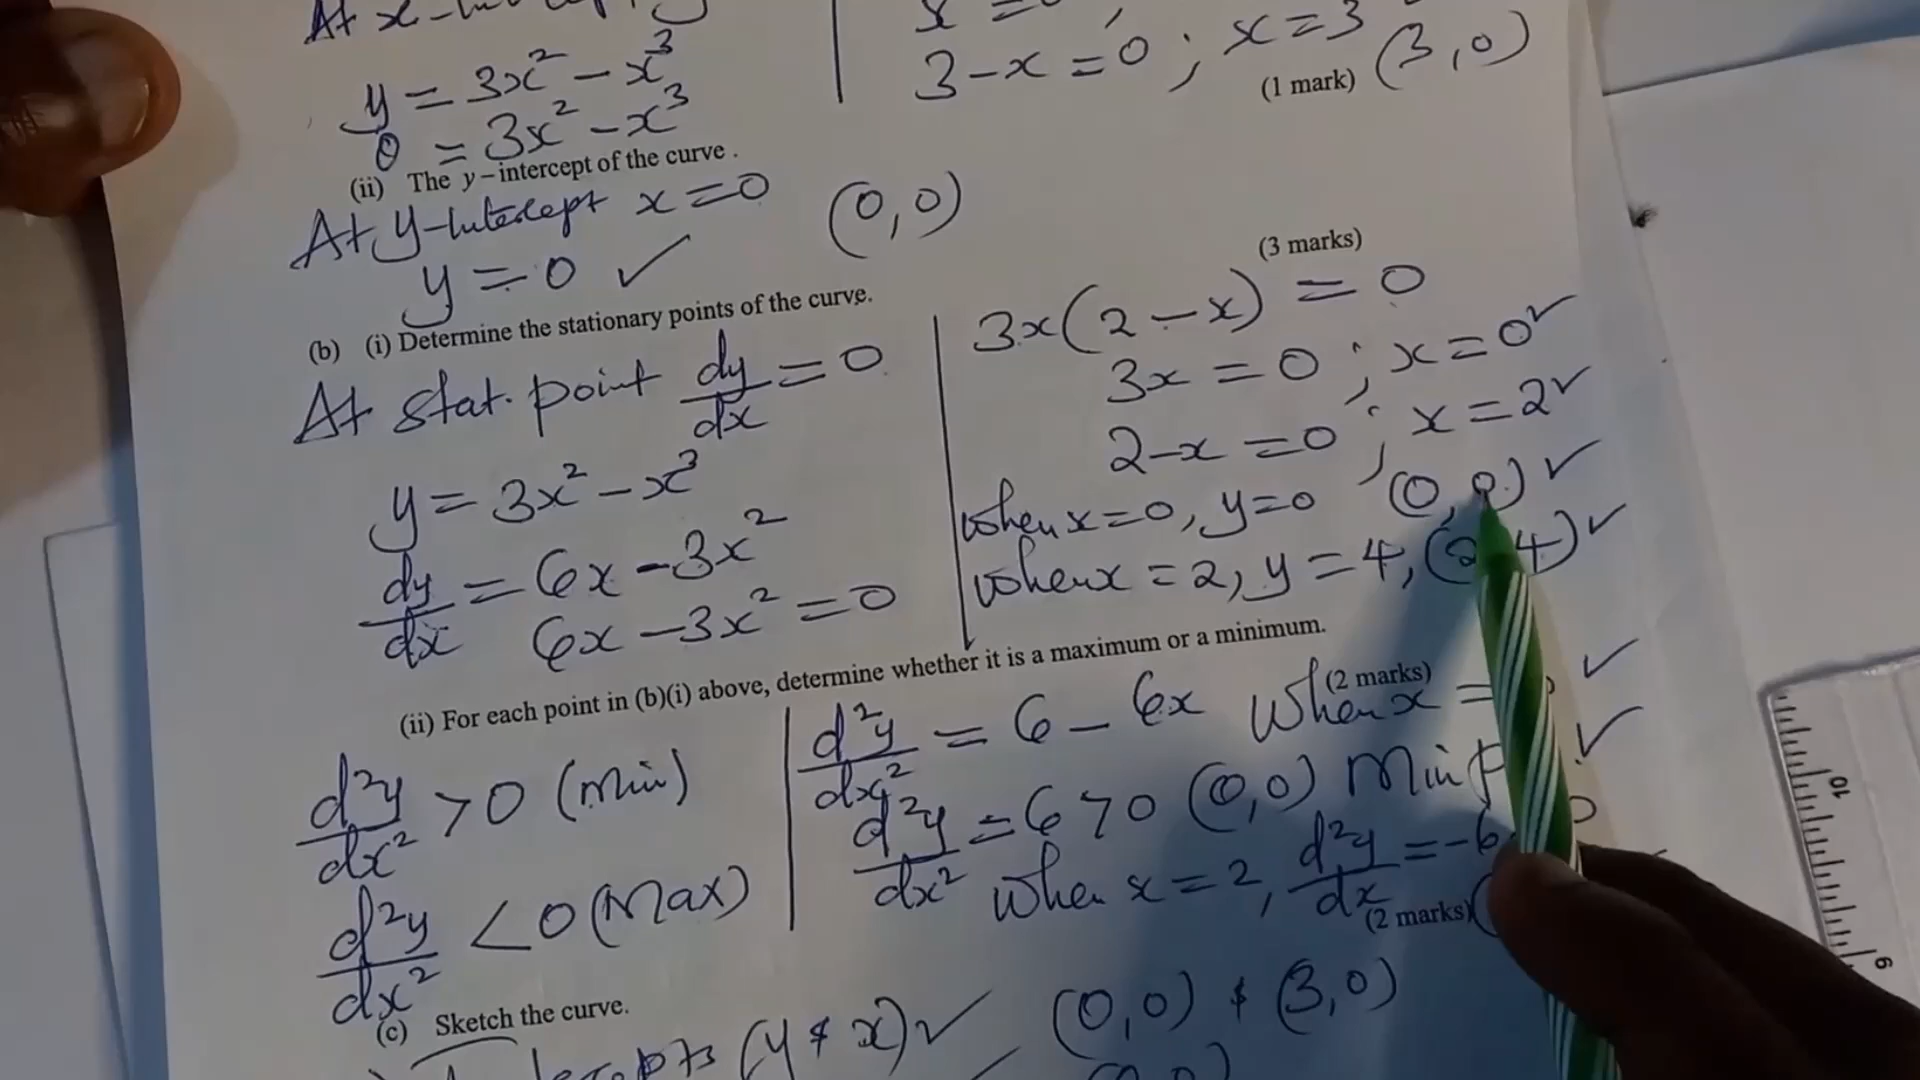 At x-
y = 3x² - x³
0 = 3x² - x³
3 - x = 0 ; x = 3
(1 mark) (3, 0)
(ii) The y – intercept of the curve .
At y-Intercept x = 0 (0, 0)
y = 0 ✓
(3 marks)
(b) (i) Determine the stationary points of the curve.
At stat. point dy/dx = 0
y = 3x² - x³
dy/dx = 6x - 3x²
6x - 3x² = 0
3x(2 - x) = 0
3x = 0 ; x = 0 ✓
2 - x = 0 ; x = 2 ✓
when x = 0, y = 0 (0, 0) ✓
when x = 2, y = 4, (2, 4) ✓
(ii) For each point in (b)(i) above, determine whether it is a maximum or a minimum.
(2 marks)
d²y/dx² > 0 (Min)
d²y/dx² < 0 (Max)
d²y/dx² = 6 - 6x When x = ✓
d²y/dx² = 6 > 0 (0, 0) Min ✓
when x = 2, d²y/dx = -6
(2 marks)
(c) Sketch the curve.
(y & x) ✓ (0, 0) & (3, 0)
10
9